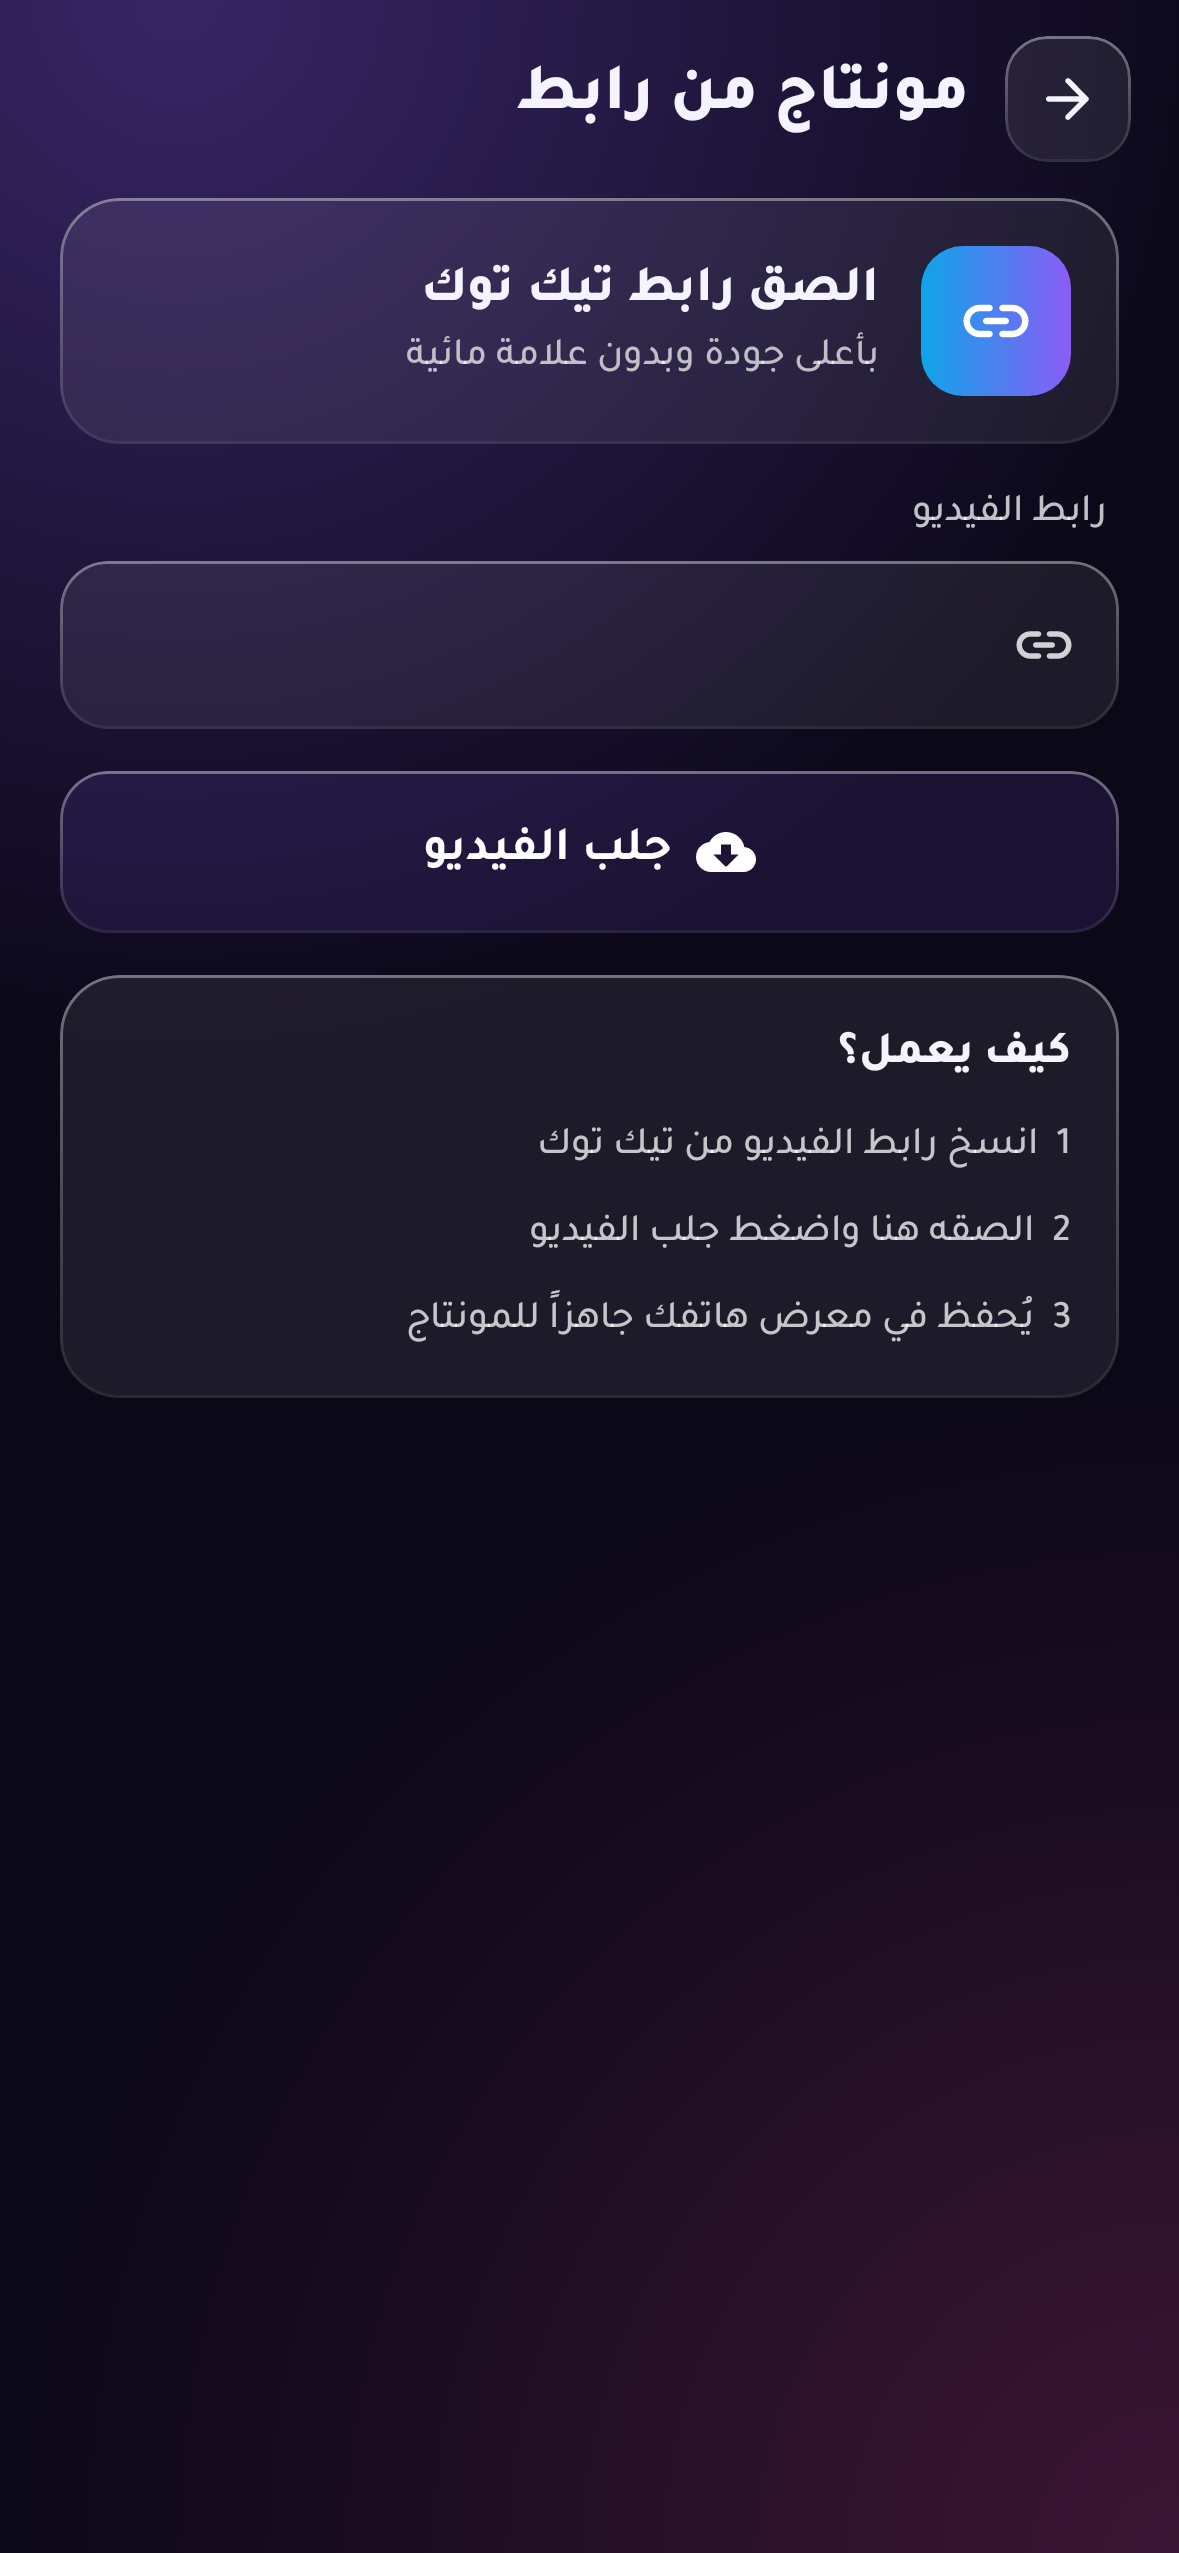 مونتاج من رابط
الصق رابط تيك توك
بأعلى جودة وبدون علامة مائية
رابط الفيديو
جلب الفيديو
كيف يعمل؟
1 انسخ رابط الفيديو من تيك توك
2 الصقه هنا واضغط جلب الفيديو
3 يُحفظ في معرض هاتفك جاهزاً للمونتاج